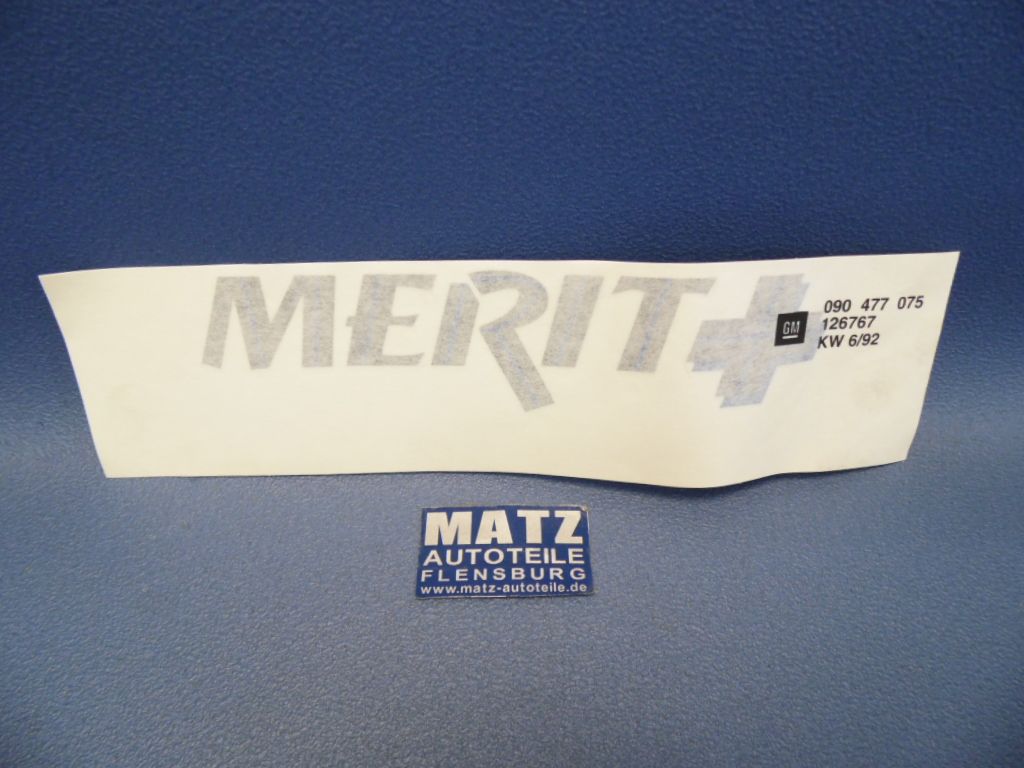 MERIT+
GM
090 477 075
126767
KW 6/92
MATZ
AUTOTEILE
FLENSBURG
www.matz-autoteile.de